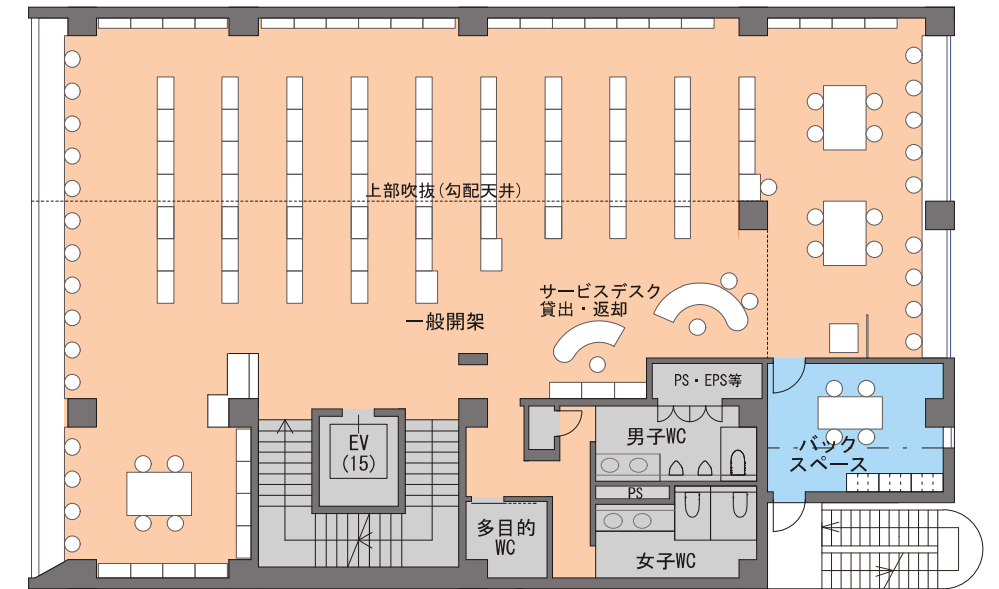 上部吹抜(勾配天井)
サービスデスク
貸出・返却
一般開架
PS・EPS等
EV
(15)
男子WC
バック
スペース
PS
多目的
WC
女子WC